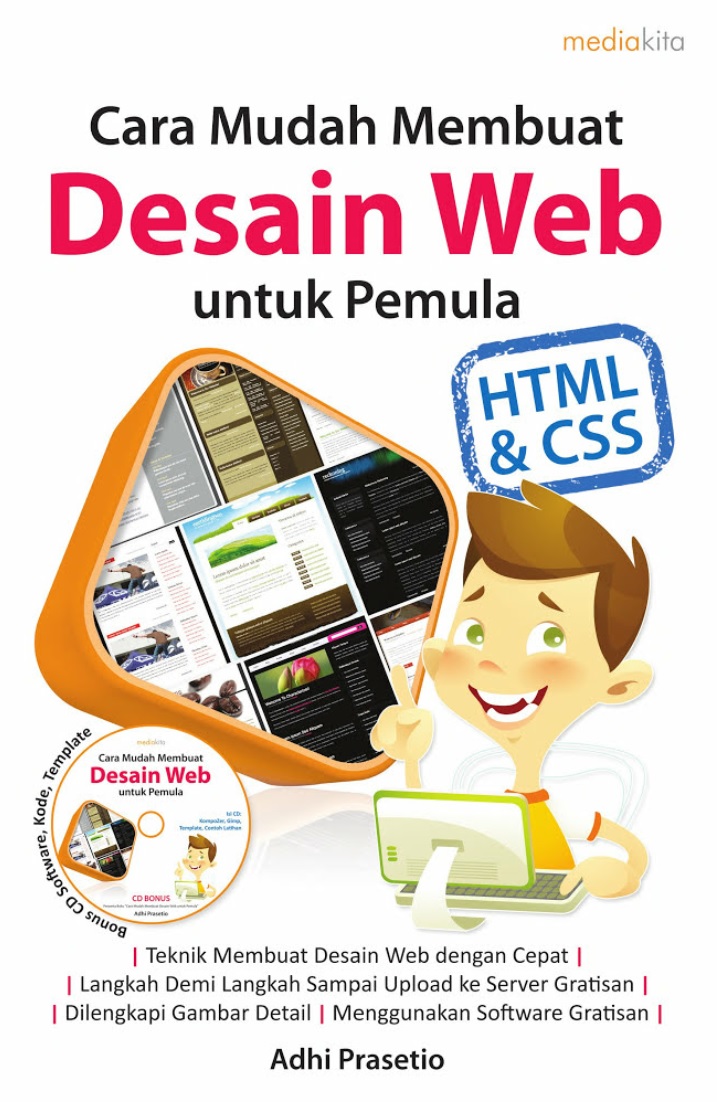 mediakita
Cara Mudah Membuat
Desain Web
untuk Pemula
HTML
& CSS
Bonus CD Software, Kode, Template
mediakita
Cara Mudah Membuat
Desain Web
untuk Pemula
Isi CD:
KompoZer, Gimp,
Template, Contoh Latihan
CD BONUS
Adhi Prasetio
| Teknik Membuat Desain Web dengan Cepat |
| Langkah Demi Langkah Sampai Upload ke Server Gratisan |
| Dilengkapi Gambar Detail | Menggunakan Software Gratisan |
Adhi Prasetio